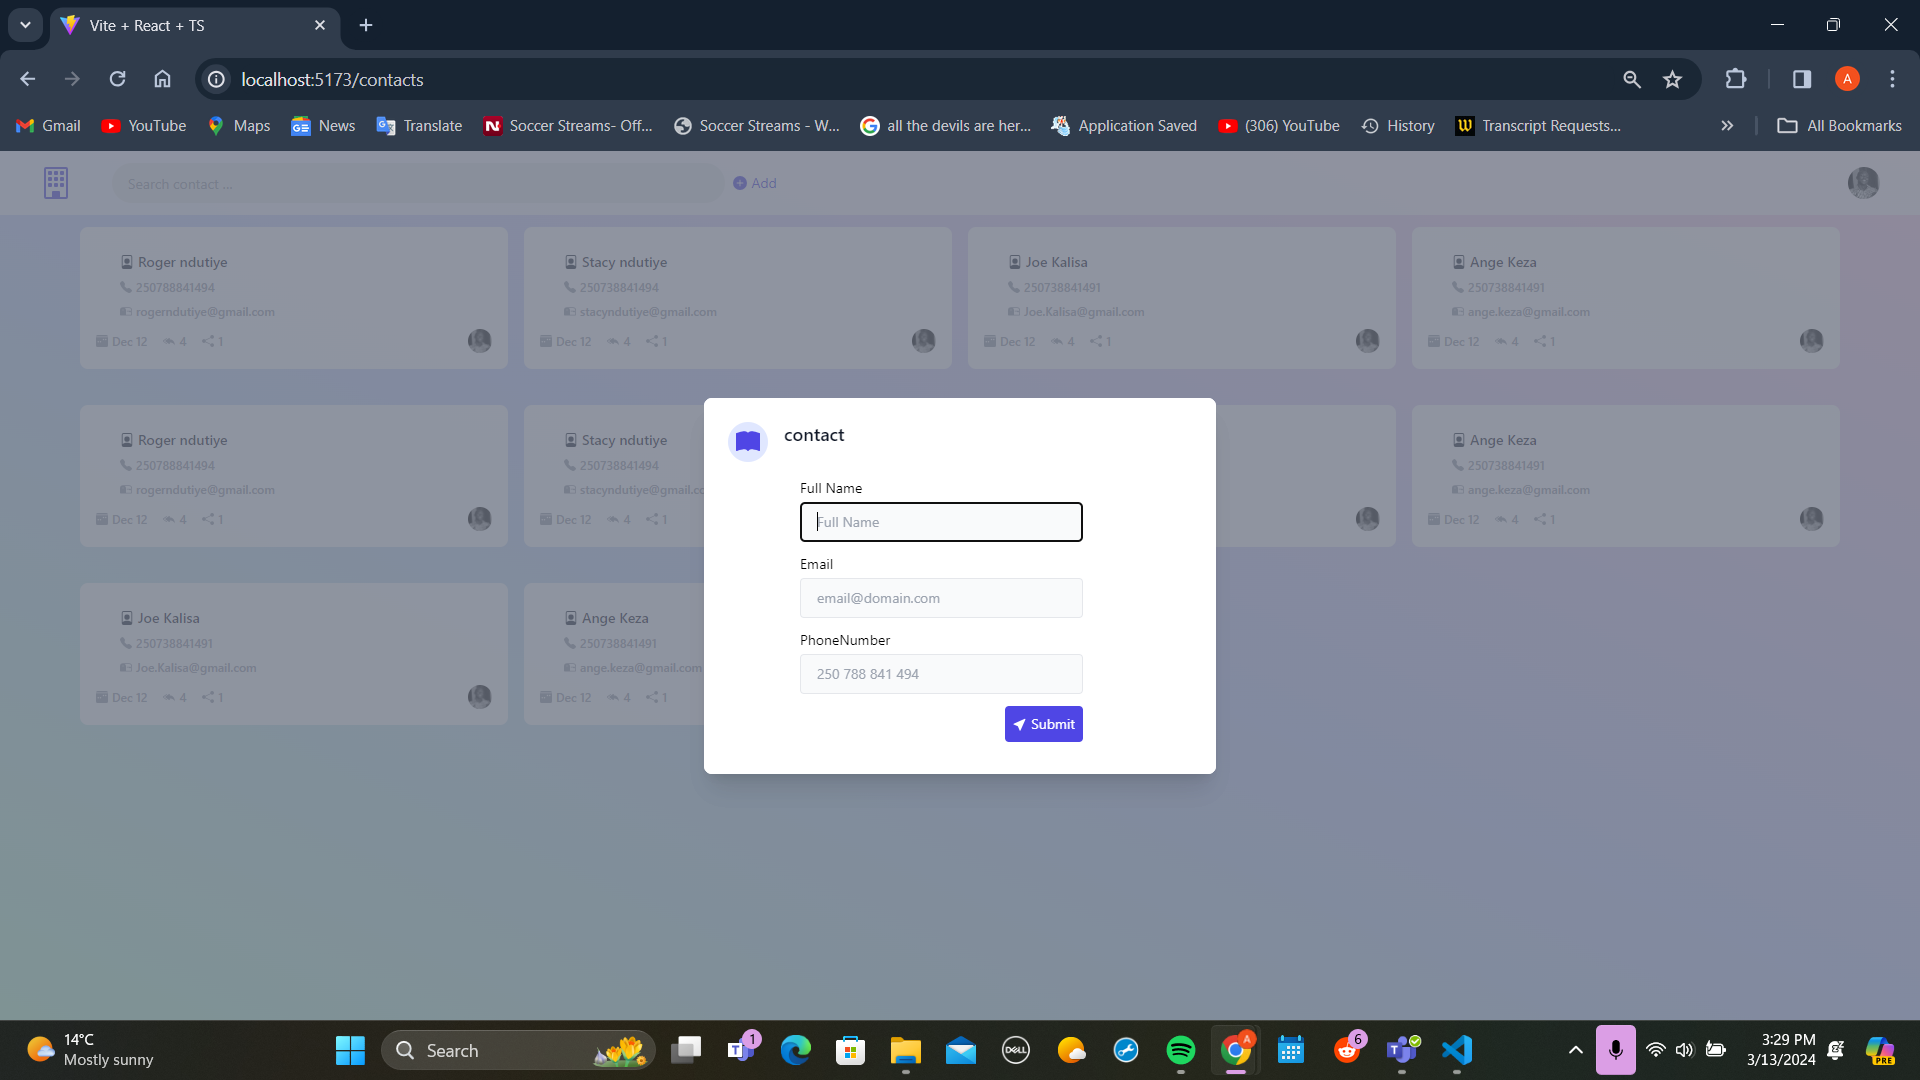 Vite + React + TS
localhost:5173/contacts
A
Gmail YouTube Maps News Translate Soccer Streams- Off... Soccer Streams - W... all the devils are her... Application Saved (306) YouTube History Transcript Requests... All Bookmarks
Search contact ... Add
Roger ndutiye
250788841494
rogerndutiye@gmail.com
Dec 12 4 1
Stacy ndutiye
250738841494
stacyndutiye@gmail.com
Dec 12 4 1
Joe Kalisa
250738841491
Joe.Kalisa@gmail.com
Dec 12 4 1
Ange Keza
250738841491
ange.keza@gmail.com
Dec 12 4 1
Roger ndutiye
250788841494
rogerndutiye@gmail.com
Dec 12 4 1
Stacy ndutiye
250738841494
stacyndutiye@gmail.co
Dec 12 4 1
Ange Keza
250738841491
ange.keza@gmail.com
Dec 12 4 1
Joe Kalisa
250738841491
Joe.Kalisa@gmail.com
Dec 12 4 1
Ange Keza
250738841491
ange.keza@gmail.com
Dec 12 4 1
contact
Full Name
Full Name
Email
email@domain.com
PhoneNumber
250 788 841 494
Submit
14°C
Mostly sunny
Search
1
DELL
A
6
3:29 PM
3/13/2024
PRE